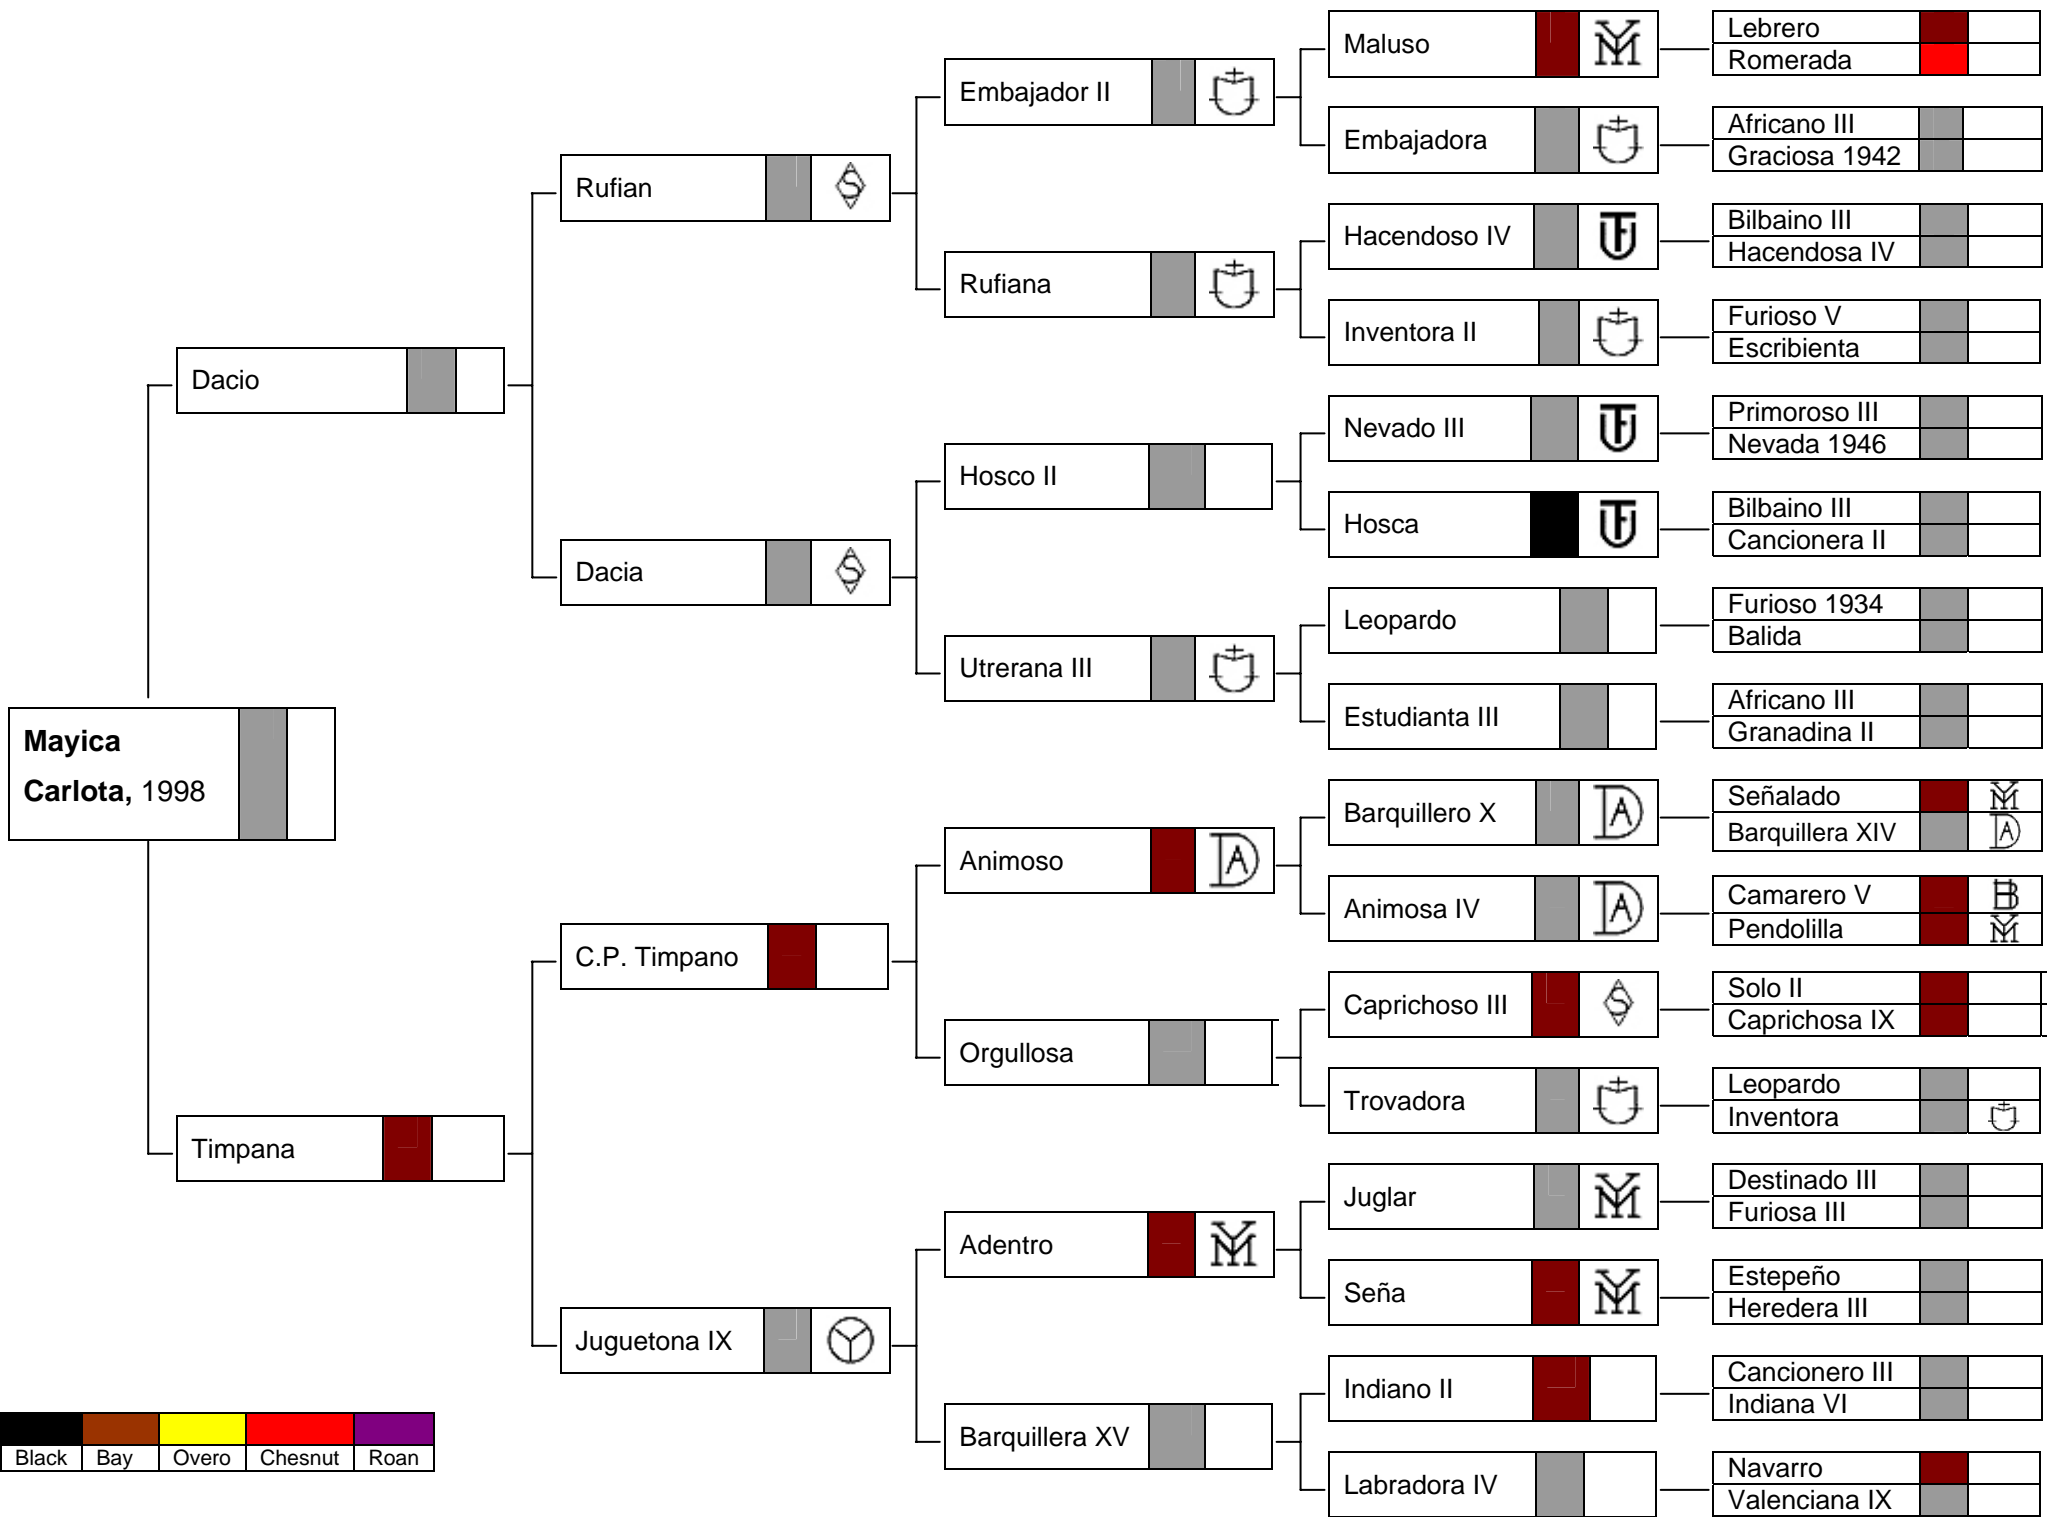 Mayica
Carlota, 1998
Dacio
Timpana
Rufian
Dacia
C.P. Timpano
Juguetona IX
Embajador II
Rufiana
Hosco II
Utrerana III
Animoso
Orgullosa
Adentro
Barquillera XV
Maluso
Embajadora
Hacendoso IV
Inventora II
Nevado III
Hosca
Leopardo
Estudianta III
Barquillero X
Animosa IV
Caprichoso III
Trovadora
Juglar
Seña
Indiano II
Labradora IV
Lebrero
Romerada
Africano III
Graciosa 1942
Bilbaino III
Hacendosa IV
Furioso V
Escribienta
Primoroso III
Nevada 1946
Bilbaino III
Cancionera II
Furioso 1934
Balida
Africano III
Granadina II
Señalado
Barquillera XIV
Camarero V
Pendolilla
Solo II
Caprichosa IX
Leopardo
Inventora
Destinado III
Furiosa III
Estepeño
Heredera III
Cancionero III
Indiana VI
Navarro
Valenciana IX
Black Bay Overo Chesnut Roan